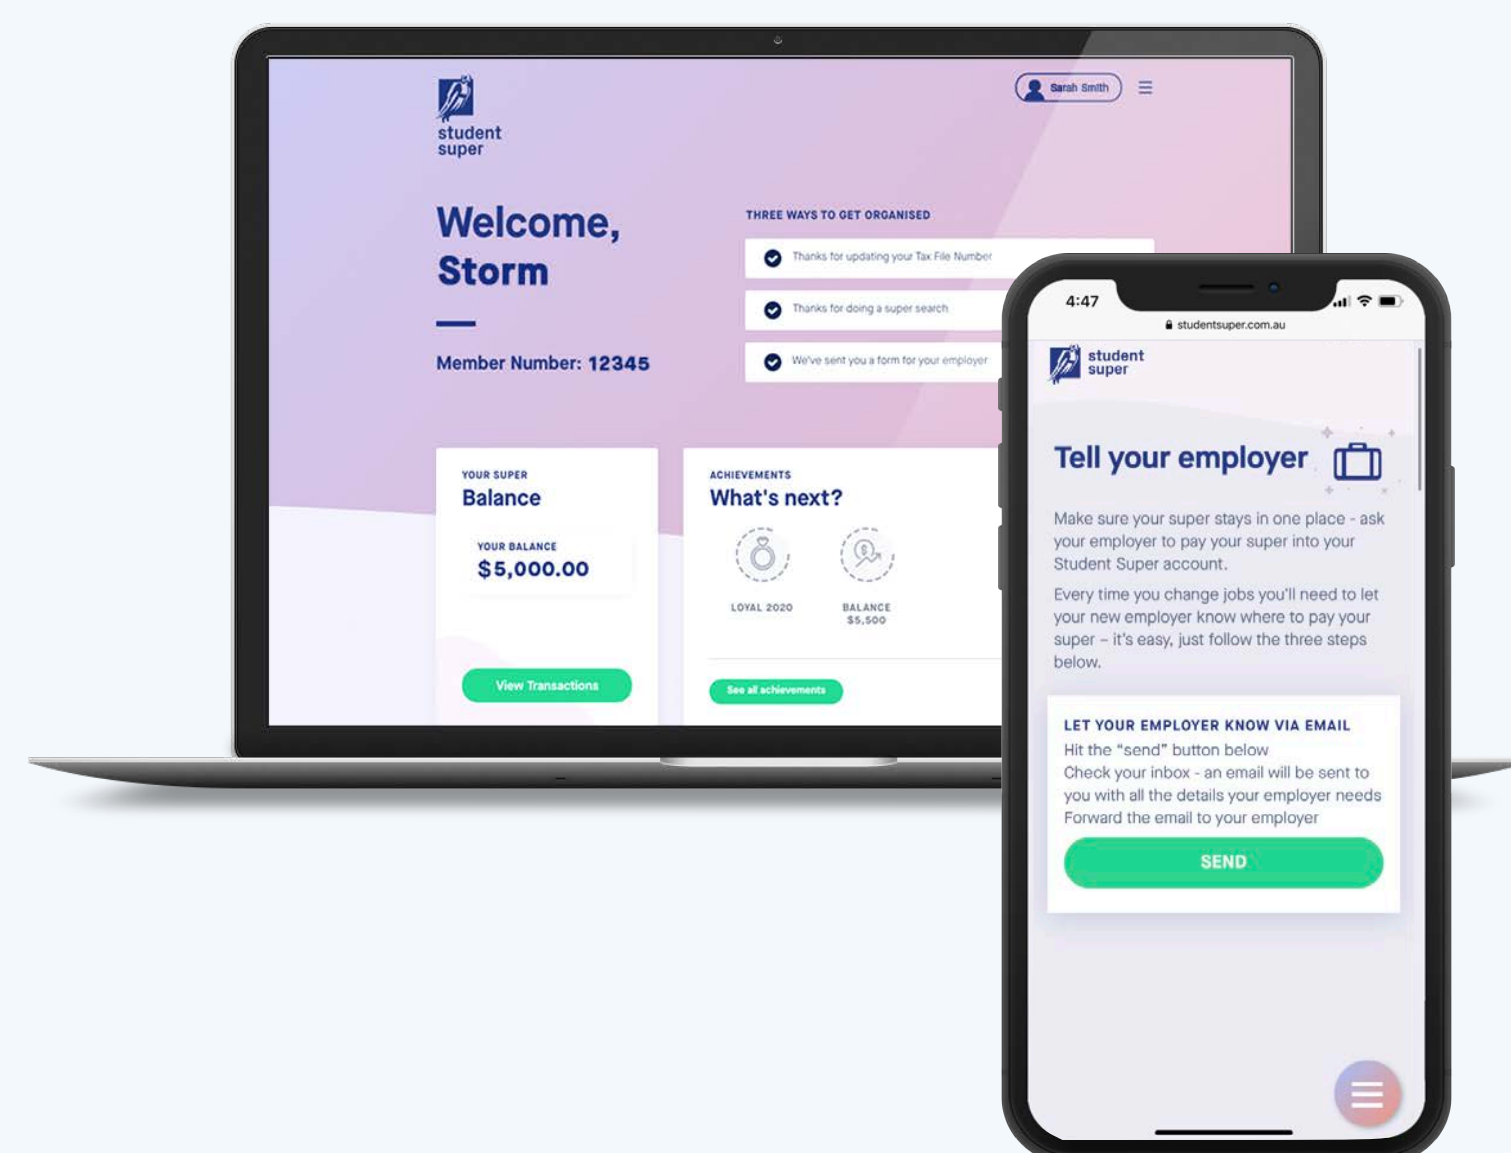 student
super
Sarah Smith
Welcome,
Storm
Member Number: 12345
THREE WAYS TO GET ORGANISED
Thanks for updating your Tax File Number
Thanks for doing a super search
We've sent you a form for your employer
YOUR SUPER
Balance
YOUR BALANCE
$5,000.00
View Transactions
ACHIEVEMENTS
What's next?
LOYAL 2020
BALANCE
$5,500
See all achievements
4:47
studentsuper.com.au
student
super
Tell your employer
Make sure your super stays in one place - ask
your employer to pay your super into your
Student Super account.
Every time you change jobs you'll need to let
your new employer know where to pay your
super – it's easy, just follow the three steps
below.
LET YOUR EMPLOYER KNOW VIA EMAIL
Hit the “send” button below
Check your inbox - an email will be sent to
you with all the details your employer needs
Forward the email to your employer
SEND